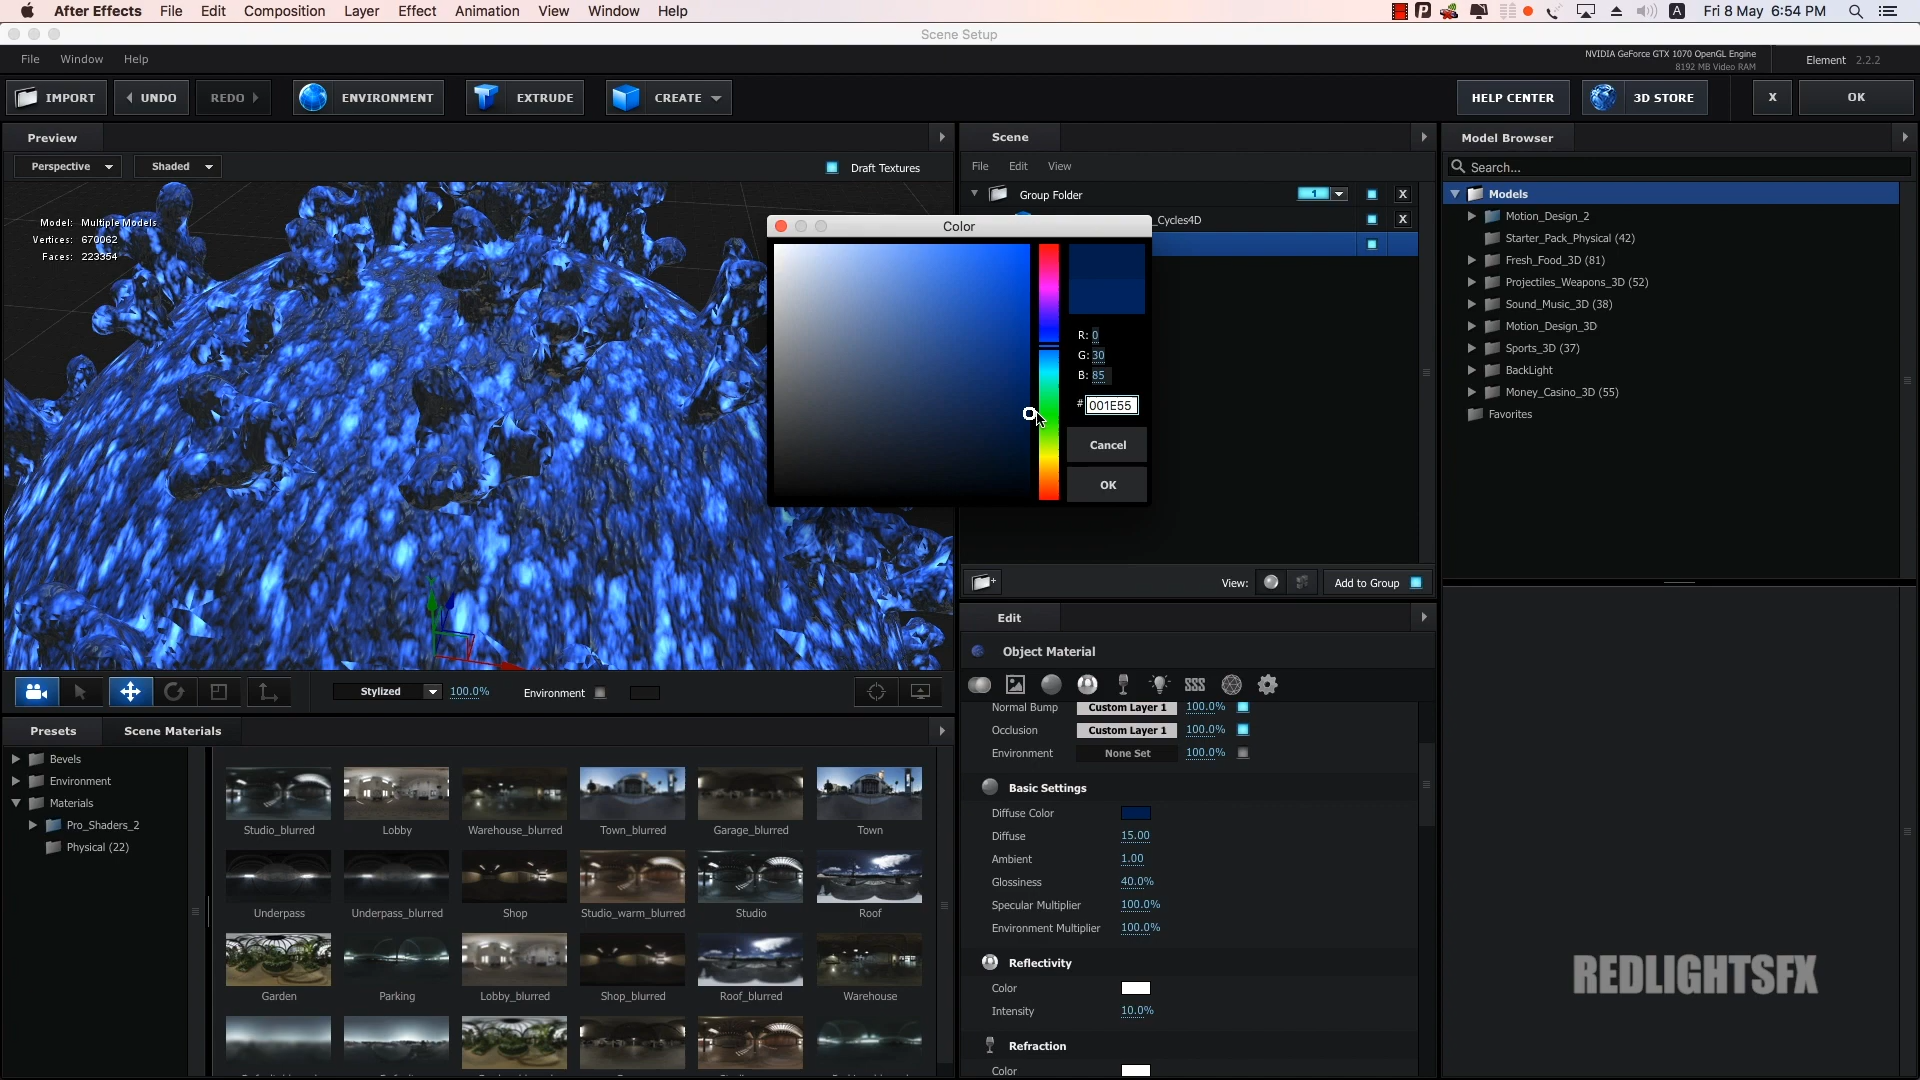 After Effects File Edit Composition Layer Effect Animation View Window Help
A Fri 8 May 6:54 PM
Scene Setup
File Window Help
NVIDIA GeForce GTX 1070 OpenGL Engine
8192 MB Video RAM
Element 2.2.2
IMPORT UNDO REDO ENVIRONMENT EXTRUDE CREATE HELP CENTER 3D STORE X OK
Preview
Perspective Shaded Draft Textures
Model: Multiple Models
Vertices: 670062
Faces: 223354
Scene
File Edit View
Group Folder 1 X
_Cycles4D X
Color
R: 0
G: 30
B: 85
# 001E55
Cancel
OK
Model Browser
Search...
Models
Motion_Design_2
Starter_Pack_Physical (42)
Fresh_Food_3D (81)
Projectiles_Weapons_3D (52)
Sound_Music_3D (38)
Motion_Design_3D
Sports_3D (37)
BackLight
Money_Casino_3D (55)
Favorites
View: Add to Group
Stylized 100.0% Environment
Edit
Object Material
Normal Bump Custom Layer 1 100.0%
Occlusion Custom Layer 1 100.0%
Environment None Set 100.0%
Basic Settings
Diffuse Color
Diffuse 15.00
Ambient 1.00
Glossiness 40.0%
Specular Multiplier 100.0%
Environment Multiplier 100.0%
Reflectivity
Color
Intensity 10.0%
Refraction
Color
Presets Scene Materials
Bevels
Environment
Materials
Pro_Shaders_2
Physical (22)
Studio_blurred Lobby Warehouse_blurred Town_blurred Garage_blurred Town
Underpass Underpass_blurred Shop Studio_warm_blurred Studio Roof
Garden Parking Lobby_blurred Shop_blurred Roof_blurred Warehouse
REDLIGHTSFX